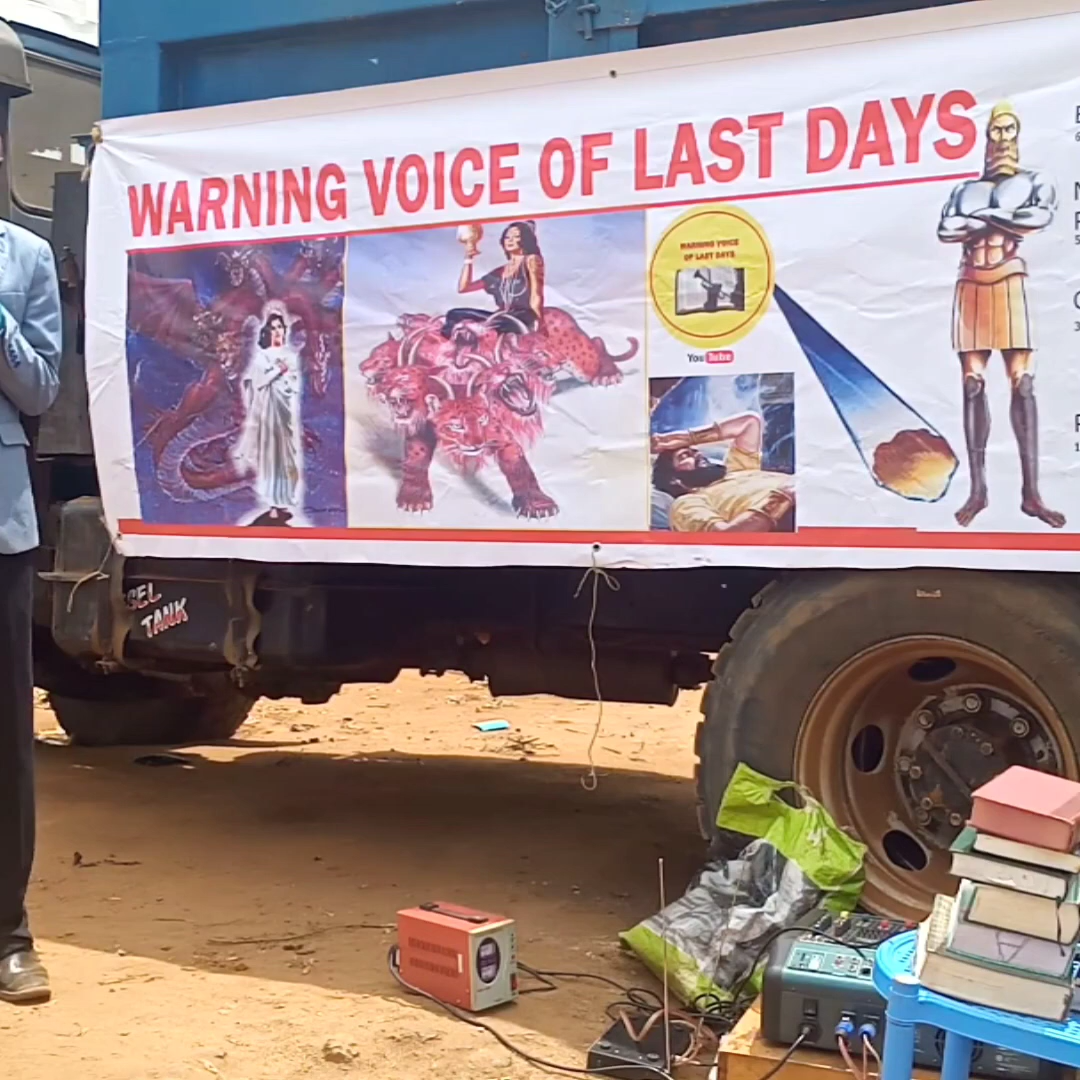 WARNING VOICE OF LAST DAYS
WARNING VOICE
OF LAST DAYS
YouTube
SEL
TANK